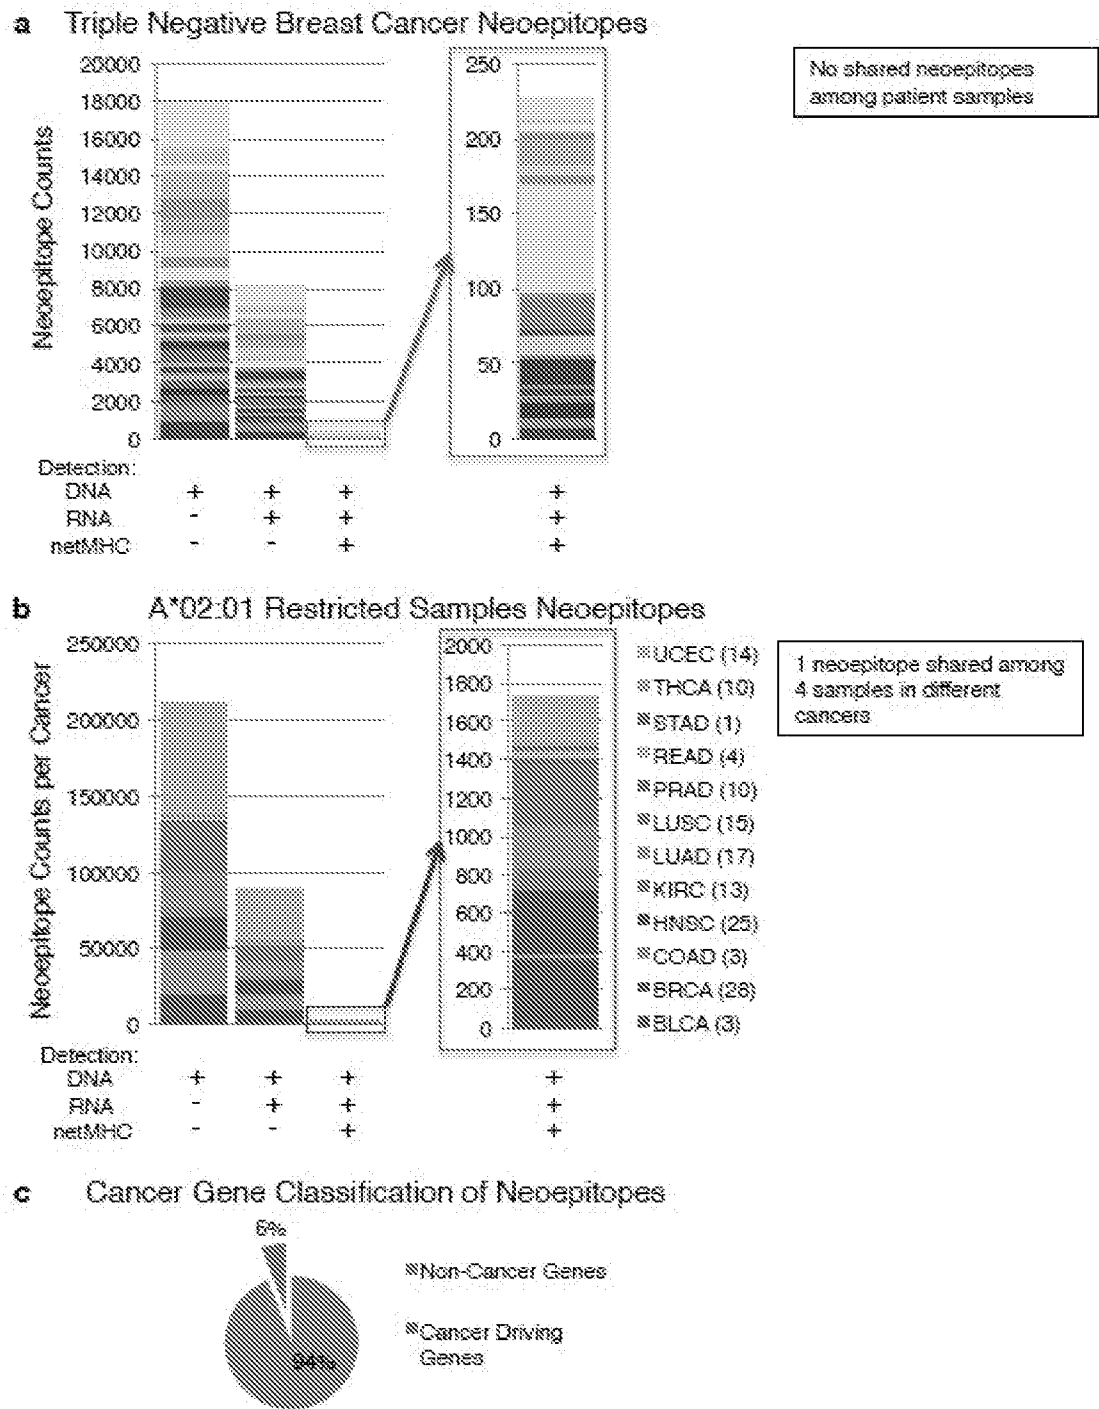 a Triple Negative Breast Cancer Neoepitopes
No shared neoepitopes
among patient samples
Neoepitope Counts
20000
18000
16000
14000
12000
10000
8000
6000
4000
2000
0
250
200
150
100
50
0
Detection:
DNA + + + +
RNA - + + +
netMHC - - + +
b A*02:01 Restricted Samples Neoepitopes
1 neoepitope shared among
4 samples in different
cancers
Neoepitope Counts per Cancer
250000
200000
150000
100000
50000
0
2000
1800
1600
1400
1200
1000
800
600
400
200
0
UCEC (14)
THCA (10)
STAD (1)
READ (4)
PRAD (10)
LUSC (15)
LUAD (17)
KIRC (13)
HNSC (25)
COAD (3)
BRCA (28)
BLCA (3)
Detection:
DNA + + + +
RNA - + + +
netMHC - - + +
c Cancer Gene Classification of Neoepitopes
6%
94%
Non-Cancer Genes
Cancer Driving
Genes